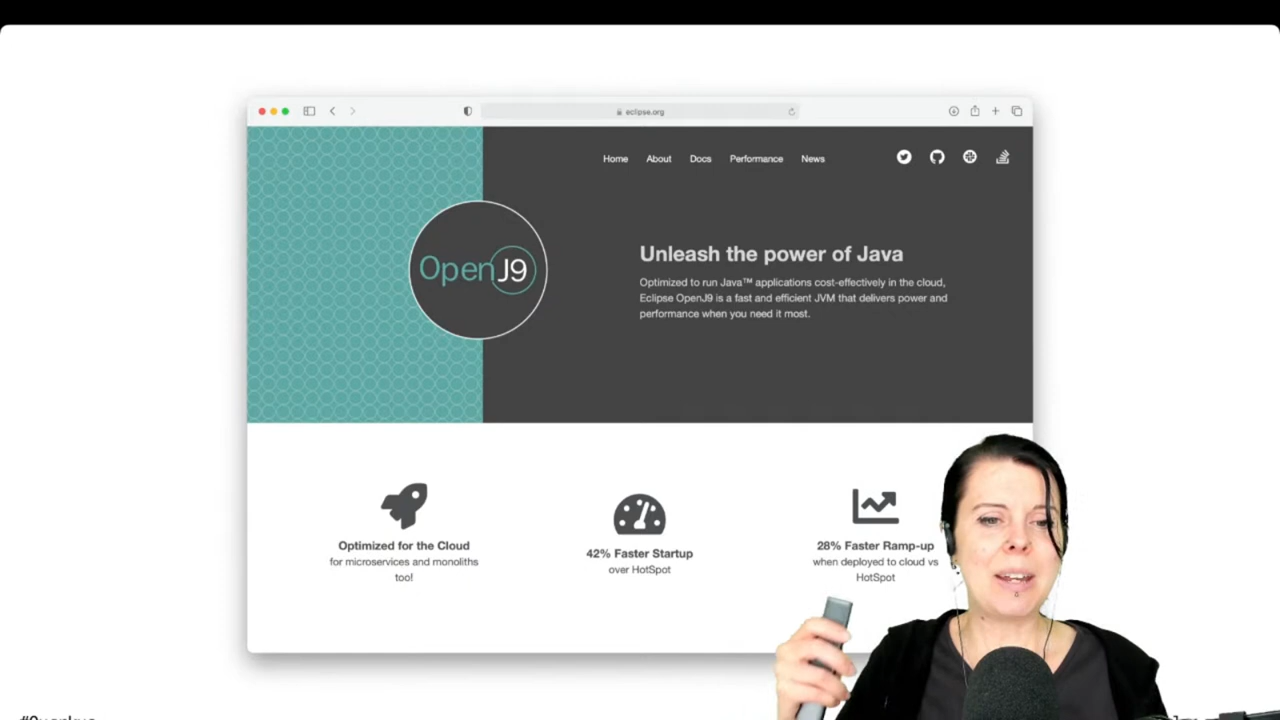 eclipse.org
Home About Docs Performance News
Open J9
Unleash the power of Java
Optimized to run Java™ applications cost-effectively in the cloud,
Eclipse OpenJ9 is a fast and efficient JVM that delivers power and
performance when you need it most.
Optimized for the Cloud
for microservices and monoliths
too!
42% Faster Startup
over HotSpot
28% Faster Ramp-up
when deployed to cloud vs
HotSpot